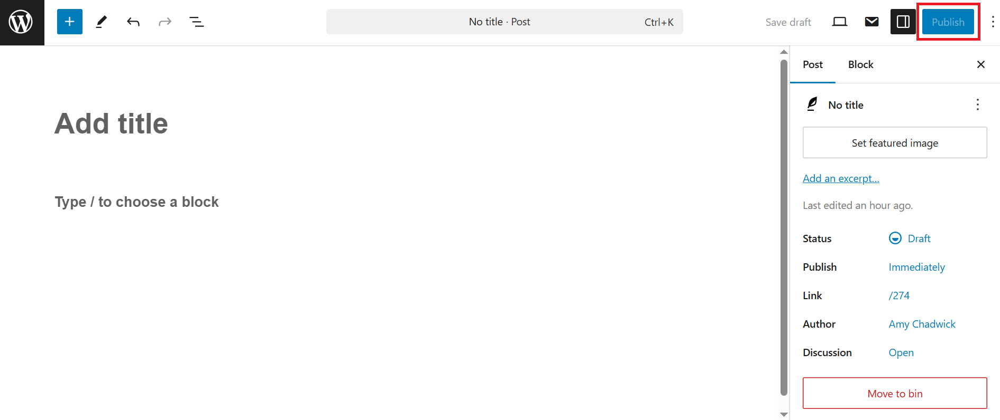 No title · Post Ctrl+K Save draft Publish
Post Block
Add title
Type / to choose a block
No title
Set featured image
Add an excerpt...
Last edited an hour ago.
Status Draft
Publish Immediately
Link /274
Author Amy Chadwick
Discussion Open
Move to bin